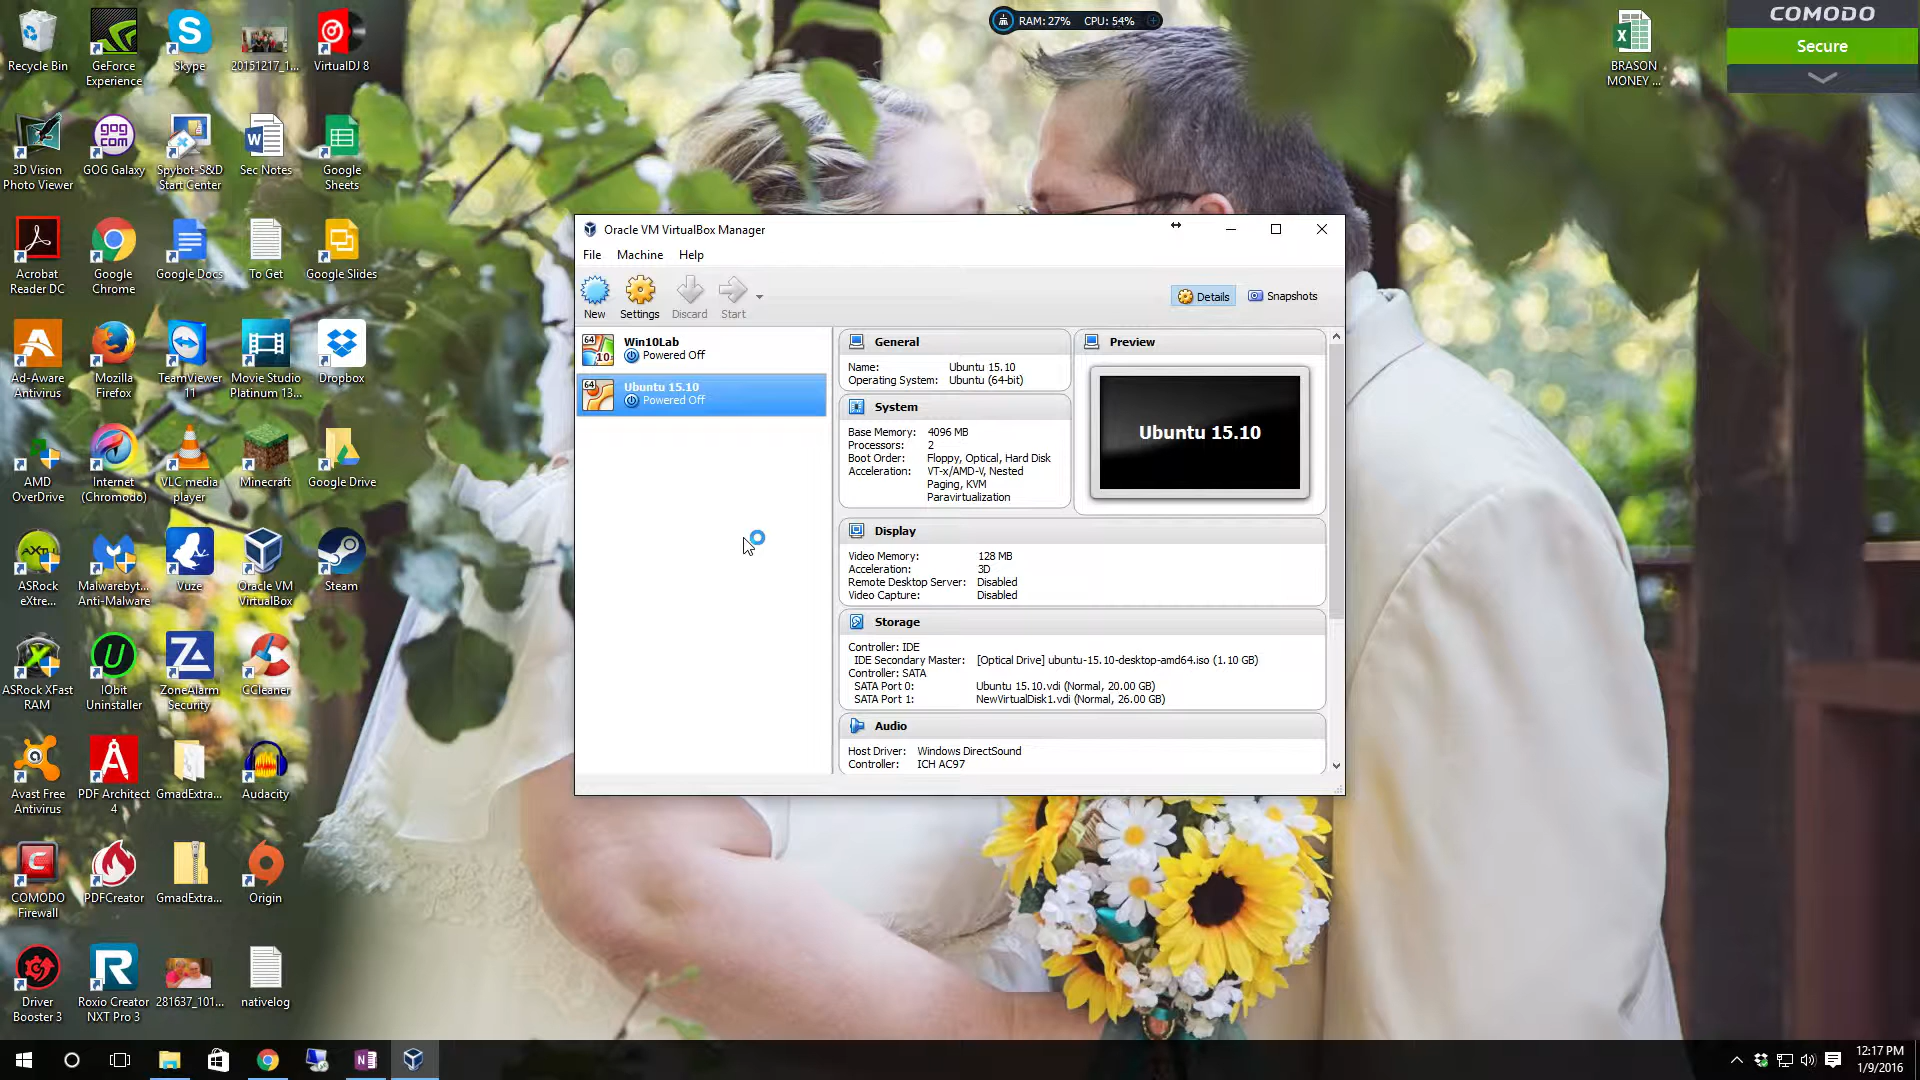 RAM: 27% CPU: 54%
COMODO
Secure
BRASON
MONEY ...
Recycle Bin
GeForce
Experience
Skype
20151217_1...
VirtualDJ 8
3D Vision
Photo Viewer
GOG Galaxy
Spybot-S&D
Start Center
Sec Notes
Google
Sheets
Acrobat
Reader DC
Google
Chrome
Google Docs
To Get
Google Slides
Ad-Aware
Antivirus
Mozilla
Firefox
TeamViewer
11
Movie Studio
Platinum 13...
Dropbox
AMD
OverDrive
Internet
(Chromodo)
VLC media
player
Minecraft
Google Drive
ASRock
eXtre...
Malwarebyt...
Anti-Malware
Vuze
Oracle VM
VirtualBox
Steam
ASRock XFast
RAM
IObit
Uninstaller
ZoneAlarm
Security
CCleaner
Avast Free
Antivirus
PDF Architect
4
GmadExtra...
Audacity
COMODO
Firewall
PDFCreator
GmadExtra...
Origin
Driver
Booster 3
Roxio Creator
NXT Pro 3
281637_101...
nativelog
Oracle VM VirtualBox Manager
File Machine Help
New Settings Discard Start
Details Snapshots
Win10Lab
Powered Off
Ubuntu 15.10
Powered Off
General
Name: Ubuntu 15.10
Operating System: Ubuntu (64-bit)
System
Base Memory: 4096 MB
Processors: 2
Boot Order: Floppy, Optical, Hard Disk
Acceleration: VT-x/AMD-V, Nested
Paging, KVM
Paravirtualization
Preview
Ubuntu 15.10
Display
Video Memory: 128 MB
Acceleration: 3D
Remote Desktop Server: Disabled
Video Capture: Disabled
Storage
Controller: IDE
IDE Secondary Master: [Optical Drive] ubuntu-15.10-desktop-amd64.iso (1.10 GB)
Controller: SATA
SATA Port 0: Ubuntu 15.10.vdi (Normal, 20.00 GB)
SATA Port 1: NewVirtualDisk1.vdi (Normal, 26.00 GB)
Audio
Host Driver: Windows DirectSound
Controller: ICH AC97
12:17 PM
1/9/2016